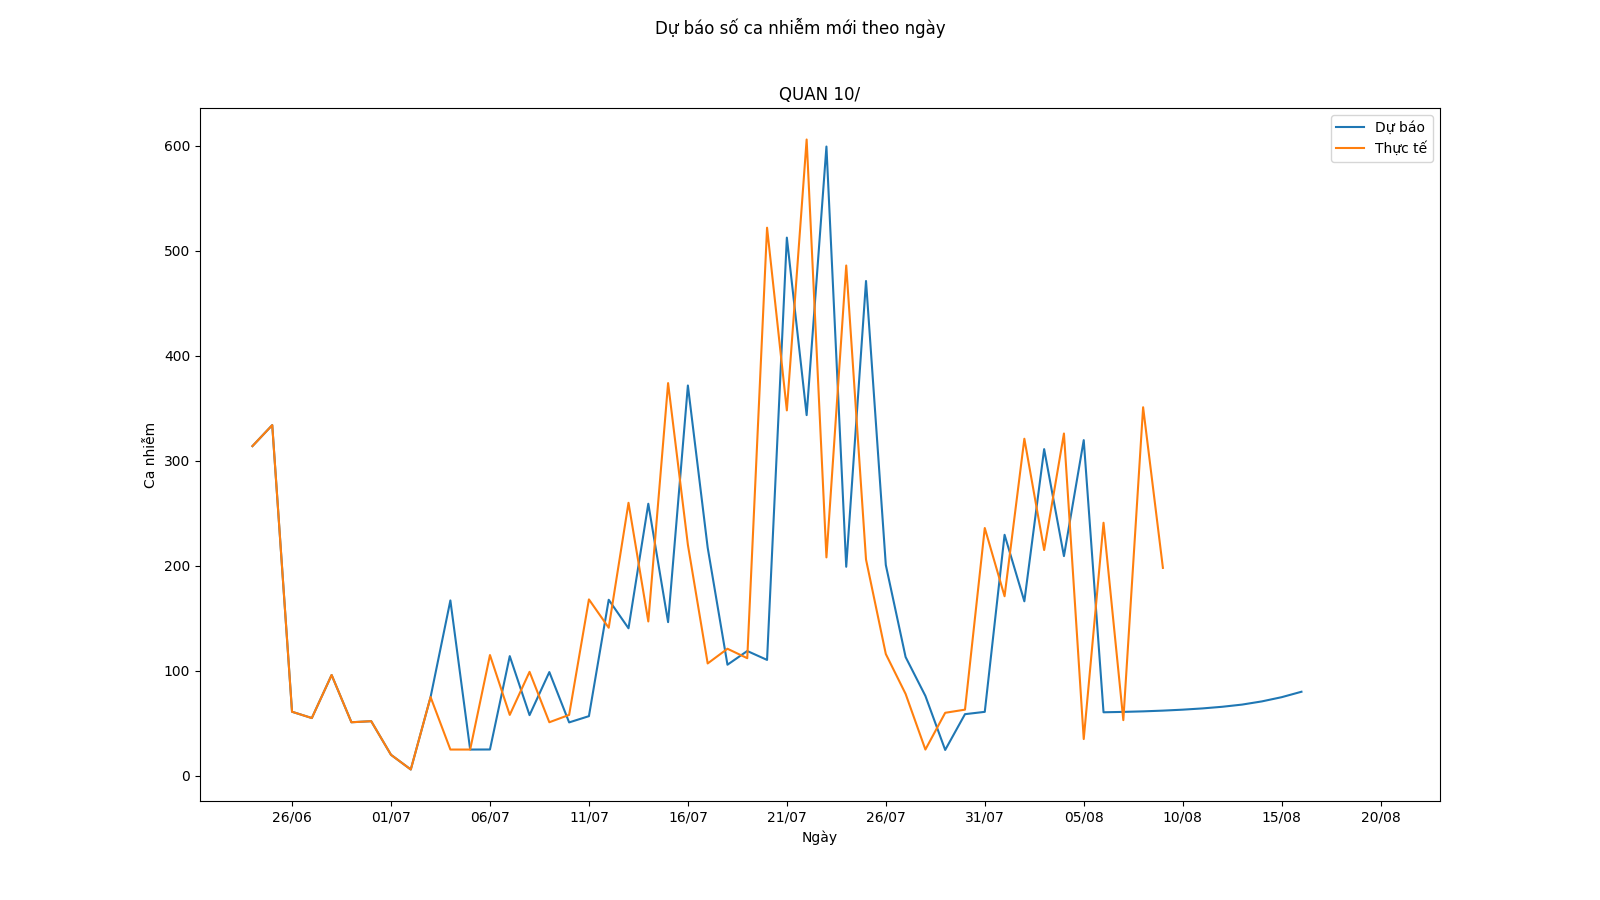 Dự báo số ca nhiễm mới theo ngày
QUAN 10/
Dự báo
Thực tế
600
500
400
300
200
100
0
Ca nhiễm
26/06 01/07 06/07 11/07 16/07 21/07 26/07 31/07 05/08 10/08 15/08 20/08
Ngày